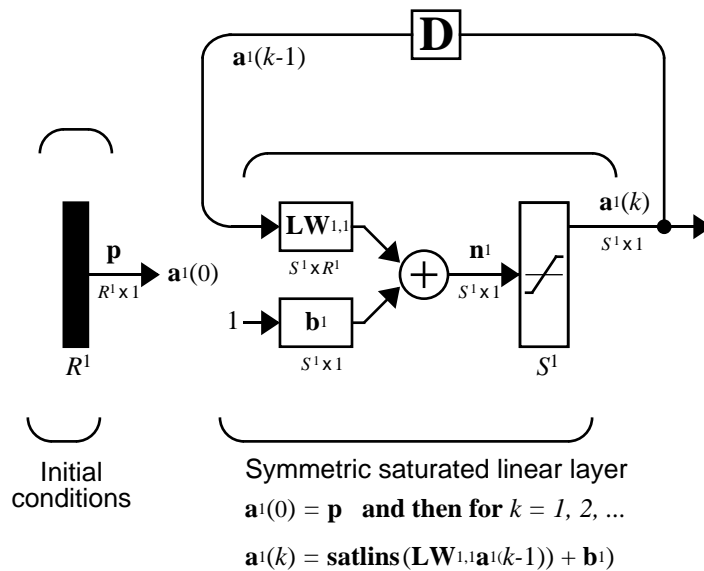 D
a¹(k-1)
p
R¹ x 1
a¹(0)
R¹
LW1,1
S¹ x R¹
1
b¹
S¹ x 1
+
n¹
S¹ x 1
S¹
a¹(k)
S¹ x 1
Initial
conditions
Symmetric saturated linear layer
a¹(0) = p and then for k = 1, 2, ...
a¹(k) = satlins(LW1,1a1(k-1)) + b¹)